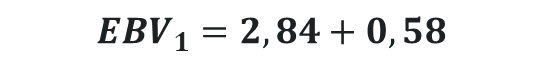 EBV₁ = 2,84 + 0,58